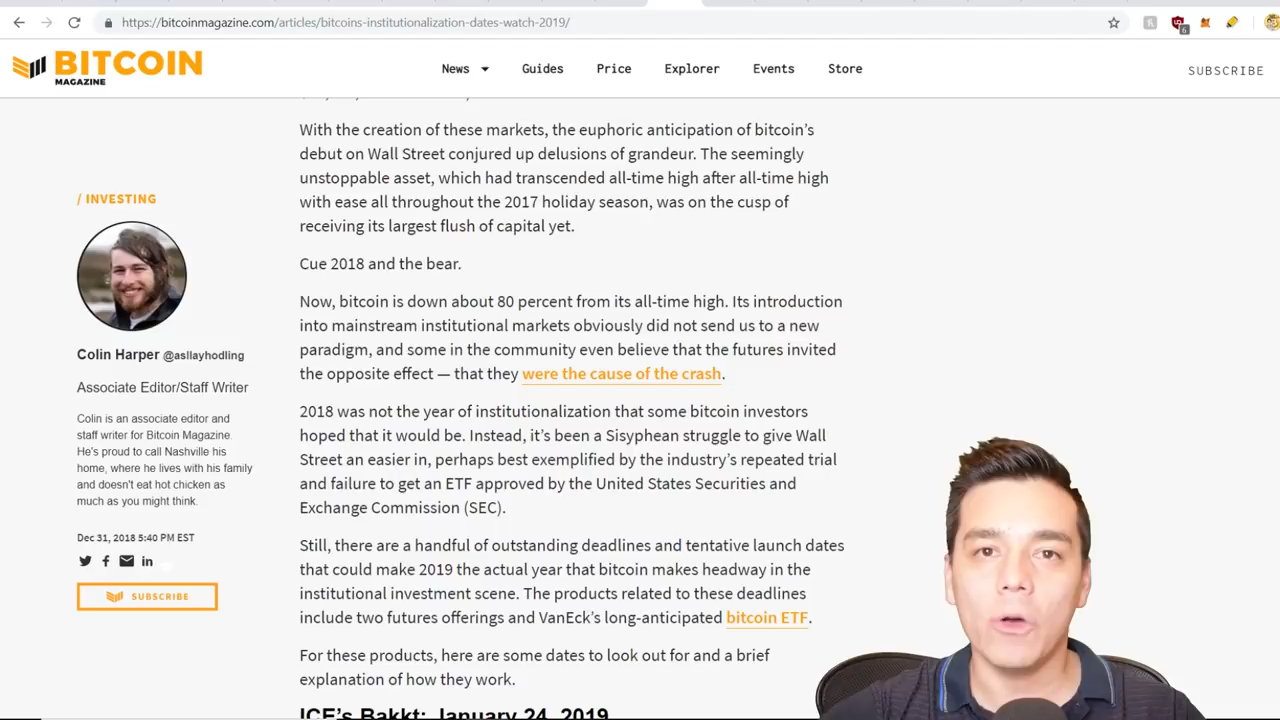 https://bitcoinmagazine.com/articles/bitcoins-institutionalization-dates-watch-2019/
6
BITCOIN
MAGAZINE
News
Guides
Price
Explorer
Events
Store
SUBSCRIBE
/ INVESTING
Colin Harper @asllayhodling
Associate Editor/Staff Writer
Colin is an associate editor and
staff writer for Bitcoin Magazine.
He's proud to call Nashville his
home, where he lives with his family
and doesn't eat hot chicken as
much as you might think.
Dec 31, 2018 5:40 PM EST
SUBSCRIBE
With the creation of these markets, the euphoric anticipation of bitcoin's
debut on Wall Street conjured up delusions of grandeur. The seemingly
unstoppable asset, which had transcended all-time high after all-time high
with ease all throughout the 2017 holiday season, was on the cusp of
receiving its largest flush of capital yet.
Cue 2018 and the bear.
Now, bitcoin is down about 80 percent from its all-time high. Its introduction
into mainstream institutional markets obviously did not send us to a new
paradigm, and some in the community even believe that the futures invited
the opposite effect — that they were the cause of the crash.
2018 was not the year of institutionalization that some bitcoin investors
hoped that it would be. Instead, it's been a Sisyphean struggle to give Wall
Street an easier in, perhaps best exemplified by the industry's repeated trial
and failure to get an ETF approved by the United States Securities and
Exchange Commission (SEC).
Still, there are a handful of outstanding deadlines and tentative launch dates
that could make 2019 the actual year that bitcoin makes headway in the
institutional investment scene. The products related to these deadlines
include two futures offerings and VanEck's long-anticipated bitcoin ETF.
For these products, here are some dates to look out for and a brief
explanation of how they work.
ICE's Bakkt: January 24, 2019